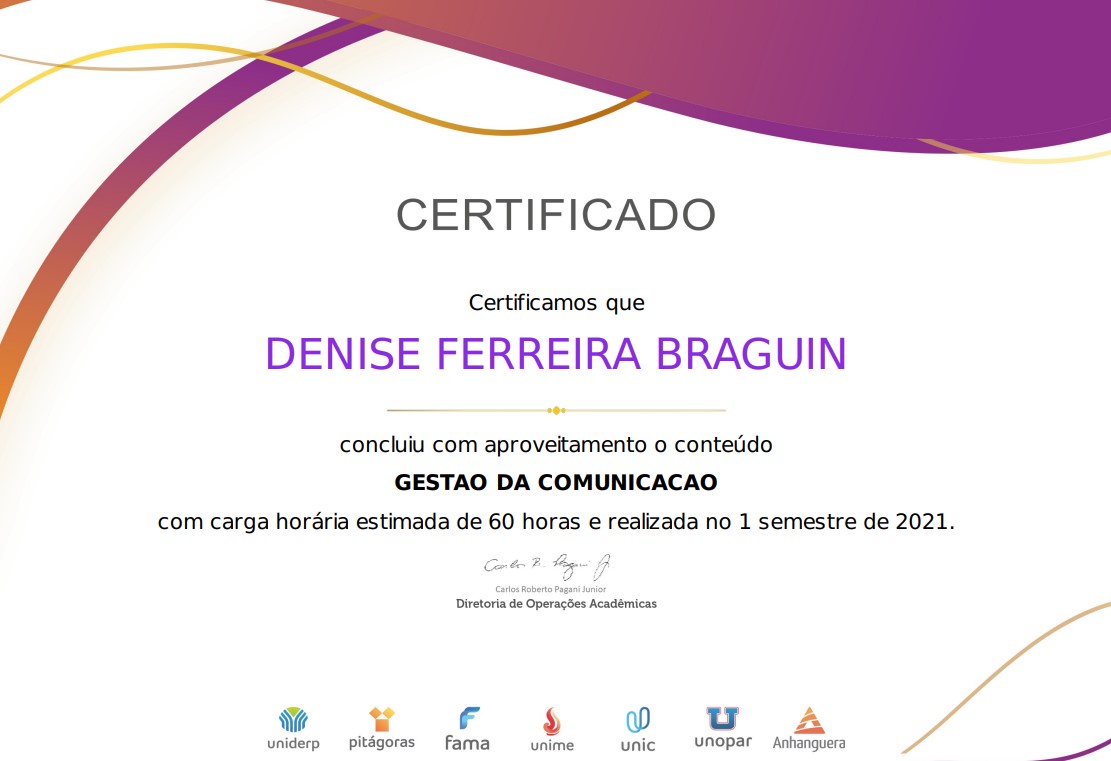 CERTIFICADO
Certificamos que
DENISE FERREIRA BRAGUIN
concluiu com aproveitamento o conteúdo
GESTAO DA COMUNICACAO
com carga horária estimada de 60 horas e realizada no 1 semestre de 2021.
Carlos R. Pagani Jr
Carlos Roberto Pagani Junior
Diretoria de Operações Acadêmicas
uniderp pitágoras fama unime unic unopar Anhanguera